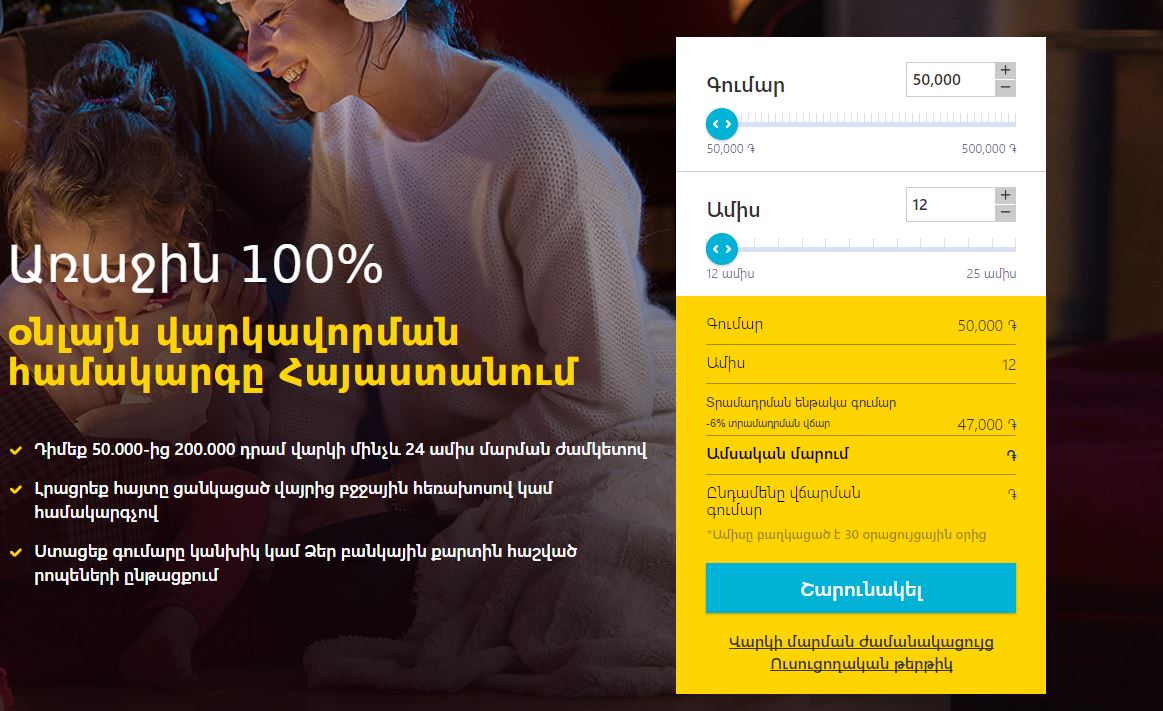 Առաջին 100%
օնլայն վարկավորման
համակարգը Հայաստանում
Դիմեք 50.000-ից 200.000 դրամ վարկի մինչև 24 ամիս մարման ժամկետով
Լրացրեք հայտը ցանկացած վայրից բջջային հեռախոսով կամ
համակարգչով
Ստացեք գումարը կանխիկ կամ Ձեր բանկային քարտին հաշված
րոպեների ընթացքում
Գումար
50,000
50,000 ֏
500,000 ֏
Ամիս
12
12 ամիս
25 ամիս
Գումար 50,000 ֏
Ամիս 12
Տրամադրման ենթակա գումար
-6% տրամադրման վճար 47,000 ֏
Ամսական մարում ֏
Ընդամենը վճարման ֏
գումար
*Ամիսը բաղկացած է 30 օրացույցային օրից
Շարունակել
Վարկի մարման ժամանակացույց
Ուսուցողական թերթիկ